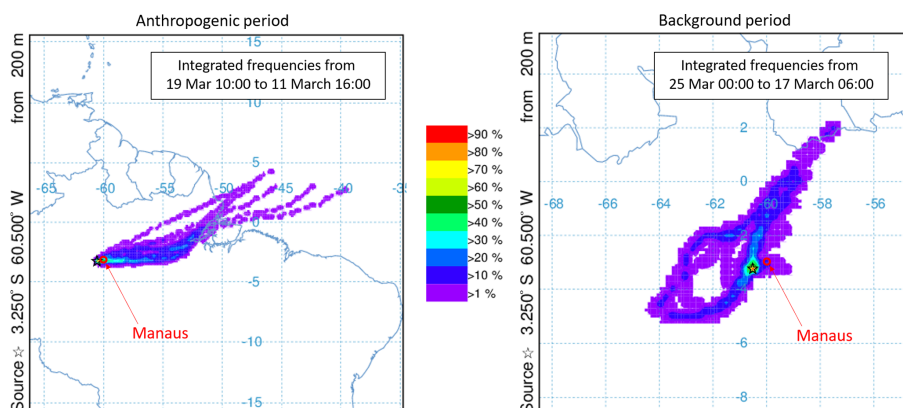 Anthropogenic period
Source ☆ 3.250° S 60.500° W from 200 m
Integrated frequencies from
19 Mar 10:00 to 11 March 16:00
15
10
5
-65 -60 -55 -50 -45 -40 -35
0
-5
-10
-15
Manaus
>90 %
>80 %
>70 %
>60 %
>50 %
>40 %
>30 %
>20 %
>10 %
>1 %
Background period
Source ☆ 3.250° S 60.500° W from 200 m
Integrated frequencies from
25 Mar 00:00 to 17 March 06:00
2
0
-68 -66 -64 -62 -60 -58 -56
-6
-8
Manaus